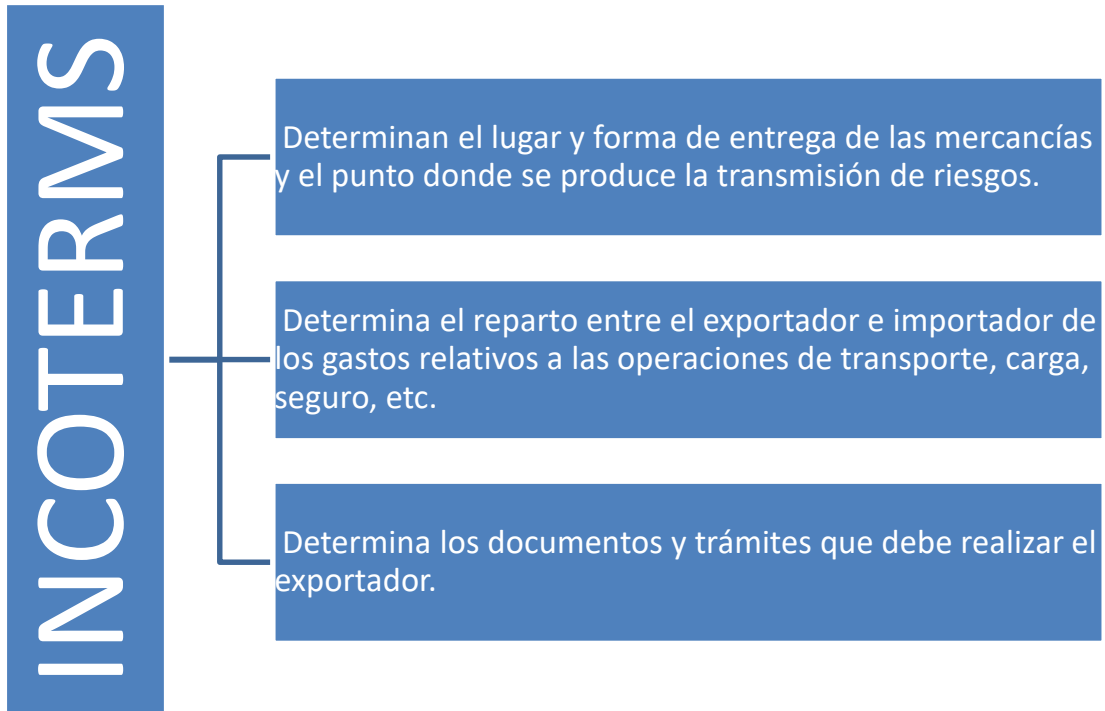 INCOTERMS
Determinan el lugar y forma de entrega de las mercancías
y el punto donde se produce la transmisión de riesgos.
Determina el reparto entre el exportador e importador de
los gastos relativos a las operaciones de transporte, carga,
seguro, etc.
Determina los documentos y trámites que debe realizar el
exportador.